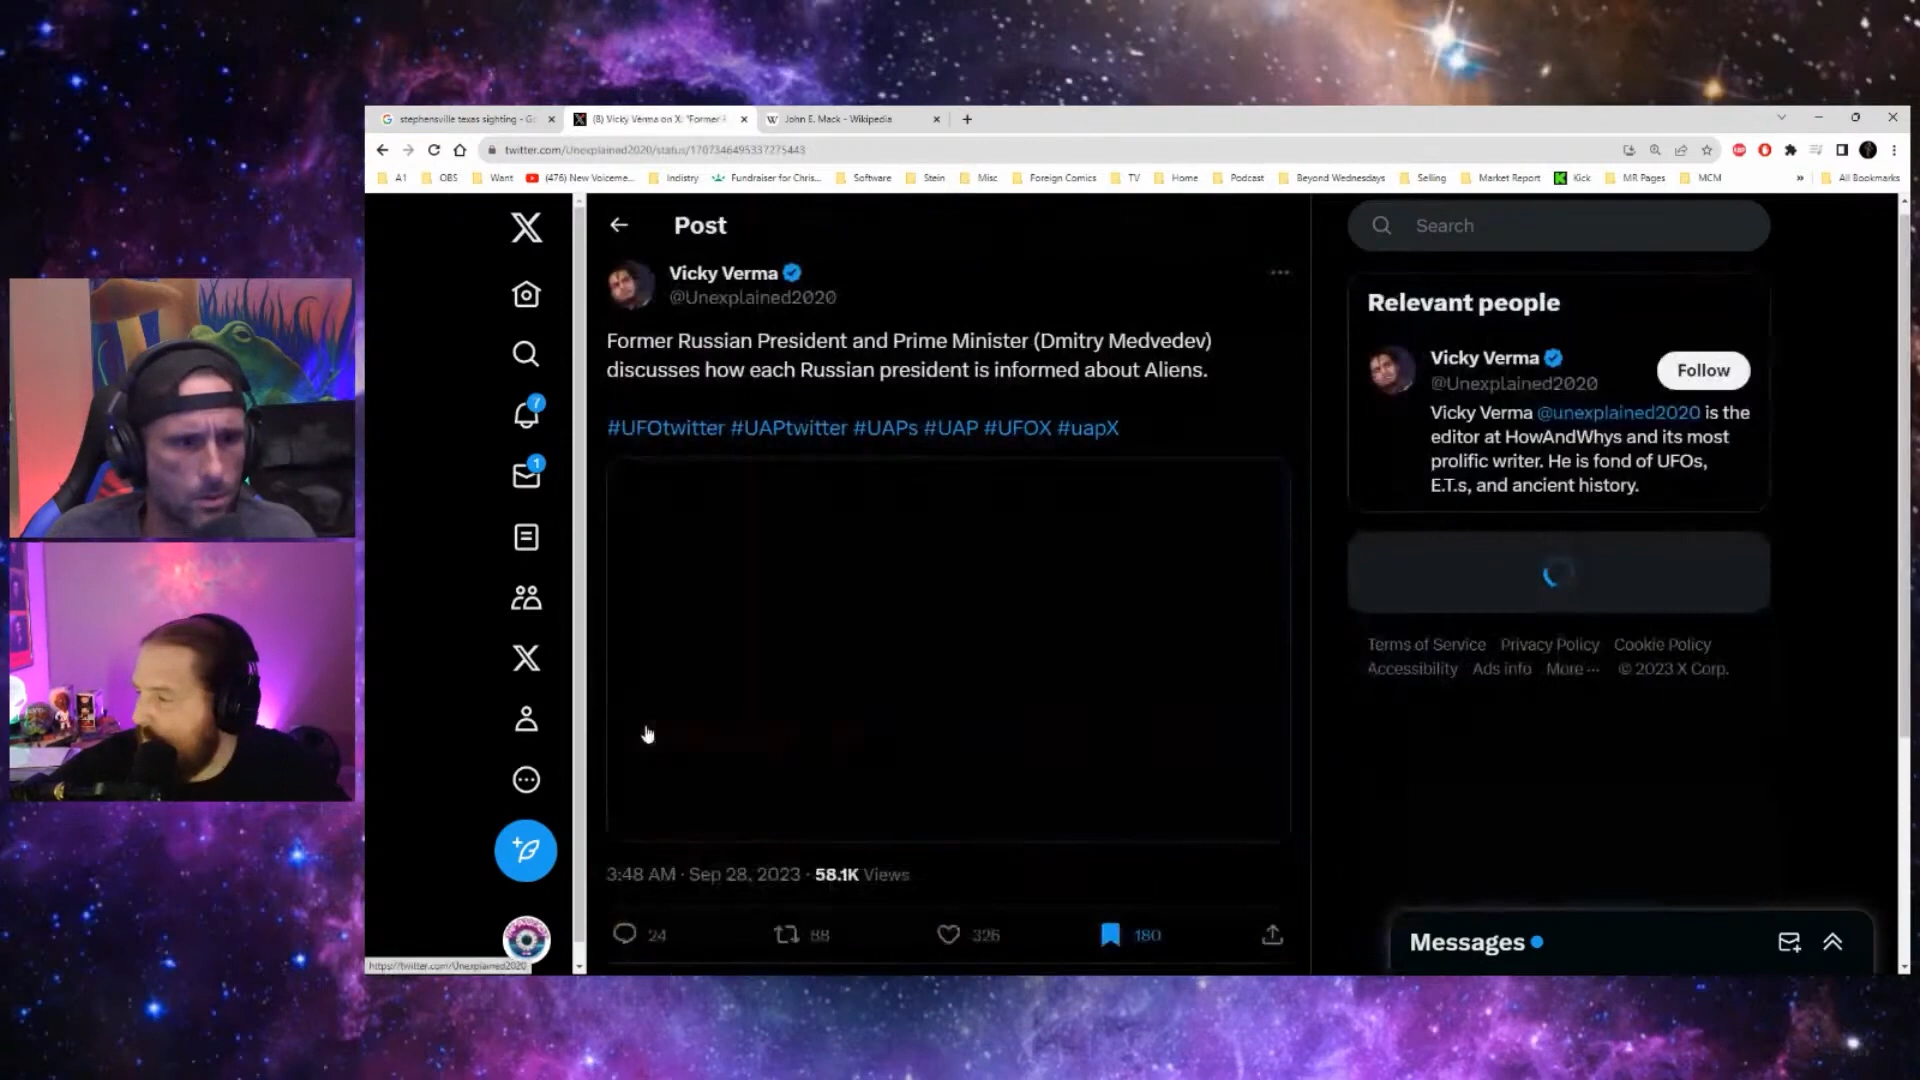 stephensville texas sighting - Go
(8) Vicky Verma on X: "Former
John E. Mack - Wikipedia
twitter.com/Unexplained2020/status/1707346495337275443
A1 OBS Want (476) New Voiceme... Indistry Fundraiser for Chris... Software Stein Misc Foreign Comics TV Home Podcast Beyond Wednesdays Selling Market Report Kick MR Pages MCM » All Bookmarks
Post
Search
Vicky Verma
@Unexplained2020
Former Russian President and Prime Minister (Dmitry Medvedev)
discusses how each Russian president is informed about Aliens.
#UFOtwitter #UAPtwitter #UAPs #UAP #UFOX #uapX
3:48 AM · Sep 28, 2023 · 58.1K Views
24 88 326 180
7
1
Relevant people
Vicky Verma
@Unexplained2020
Follow
Vicky Verma @unexplained2020 is the
editor at HowAndWhys and its most
prolific writer. He is fond of UFOs,
E.T.s, and ancient history.
Terms of Service Privacy Policy Cookie Policy
Accessibility Ads info More ··· © 2023 X Corp.
Messages
https://twitter.com/Unexplained2020